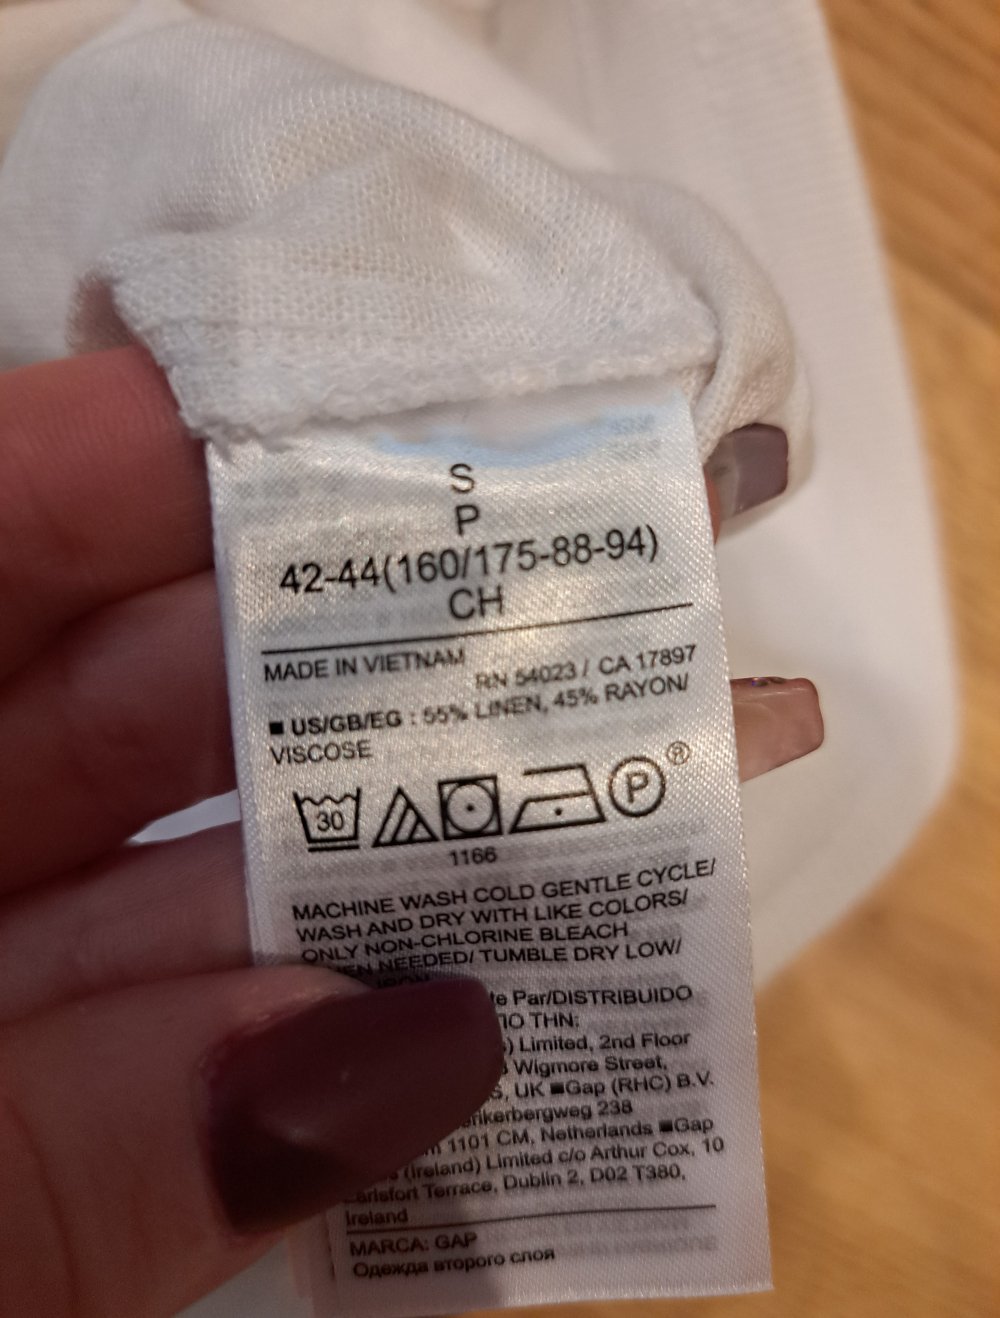 S
P
42-44(160/175-88-94)
CH
MADE IN VIETNAM
RN 54023 / CA 17897
■ US/GB/EG : 55% LINEN, 45% RAYON/
VISCOSE
30
P ®
1166
MACHINE WASH COLD GENTLE CYCLE/
WASH AND DRY WITH LIKE COLORS/
ONLY NON-CHLORINE BLEACH
NEEDED/ TUMBLE DRY LOW/
Par/DISTRIBUIDO
ПО ТНН:
Limited, 2nd Floor
Wigmore Street,
UK ■Gap (RHC) B.V.
238
1101 CM, Netherlands ■Gap
(Ireland) Limited c/o Arthur Cox, 10
Earlsfort Terrace, Dublin 2, D02 T380,
Ireland
MARCA: GAP
Одежда второго слоя